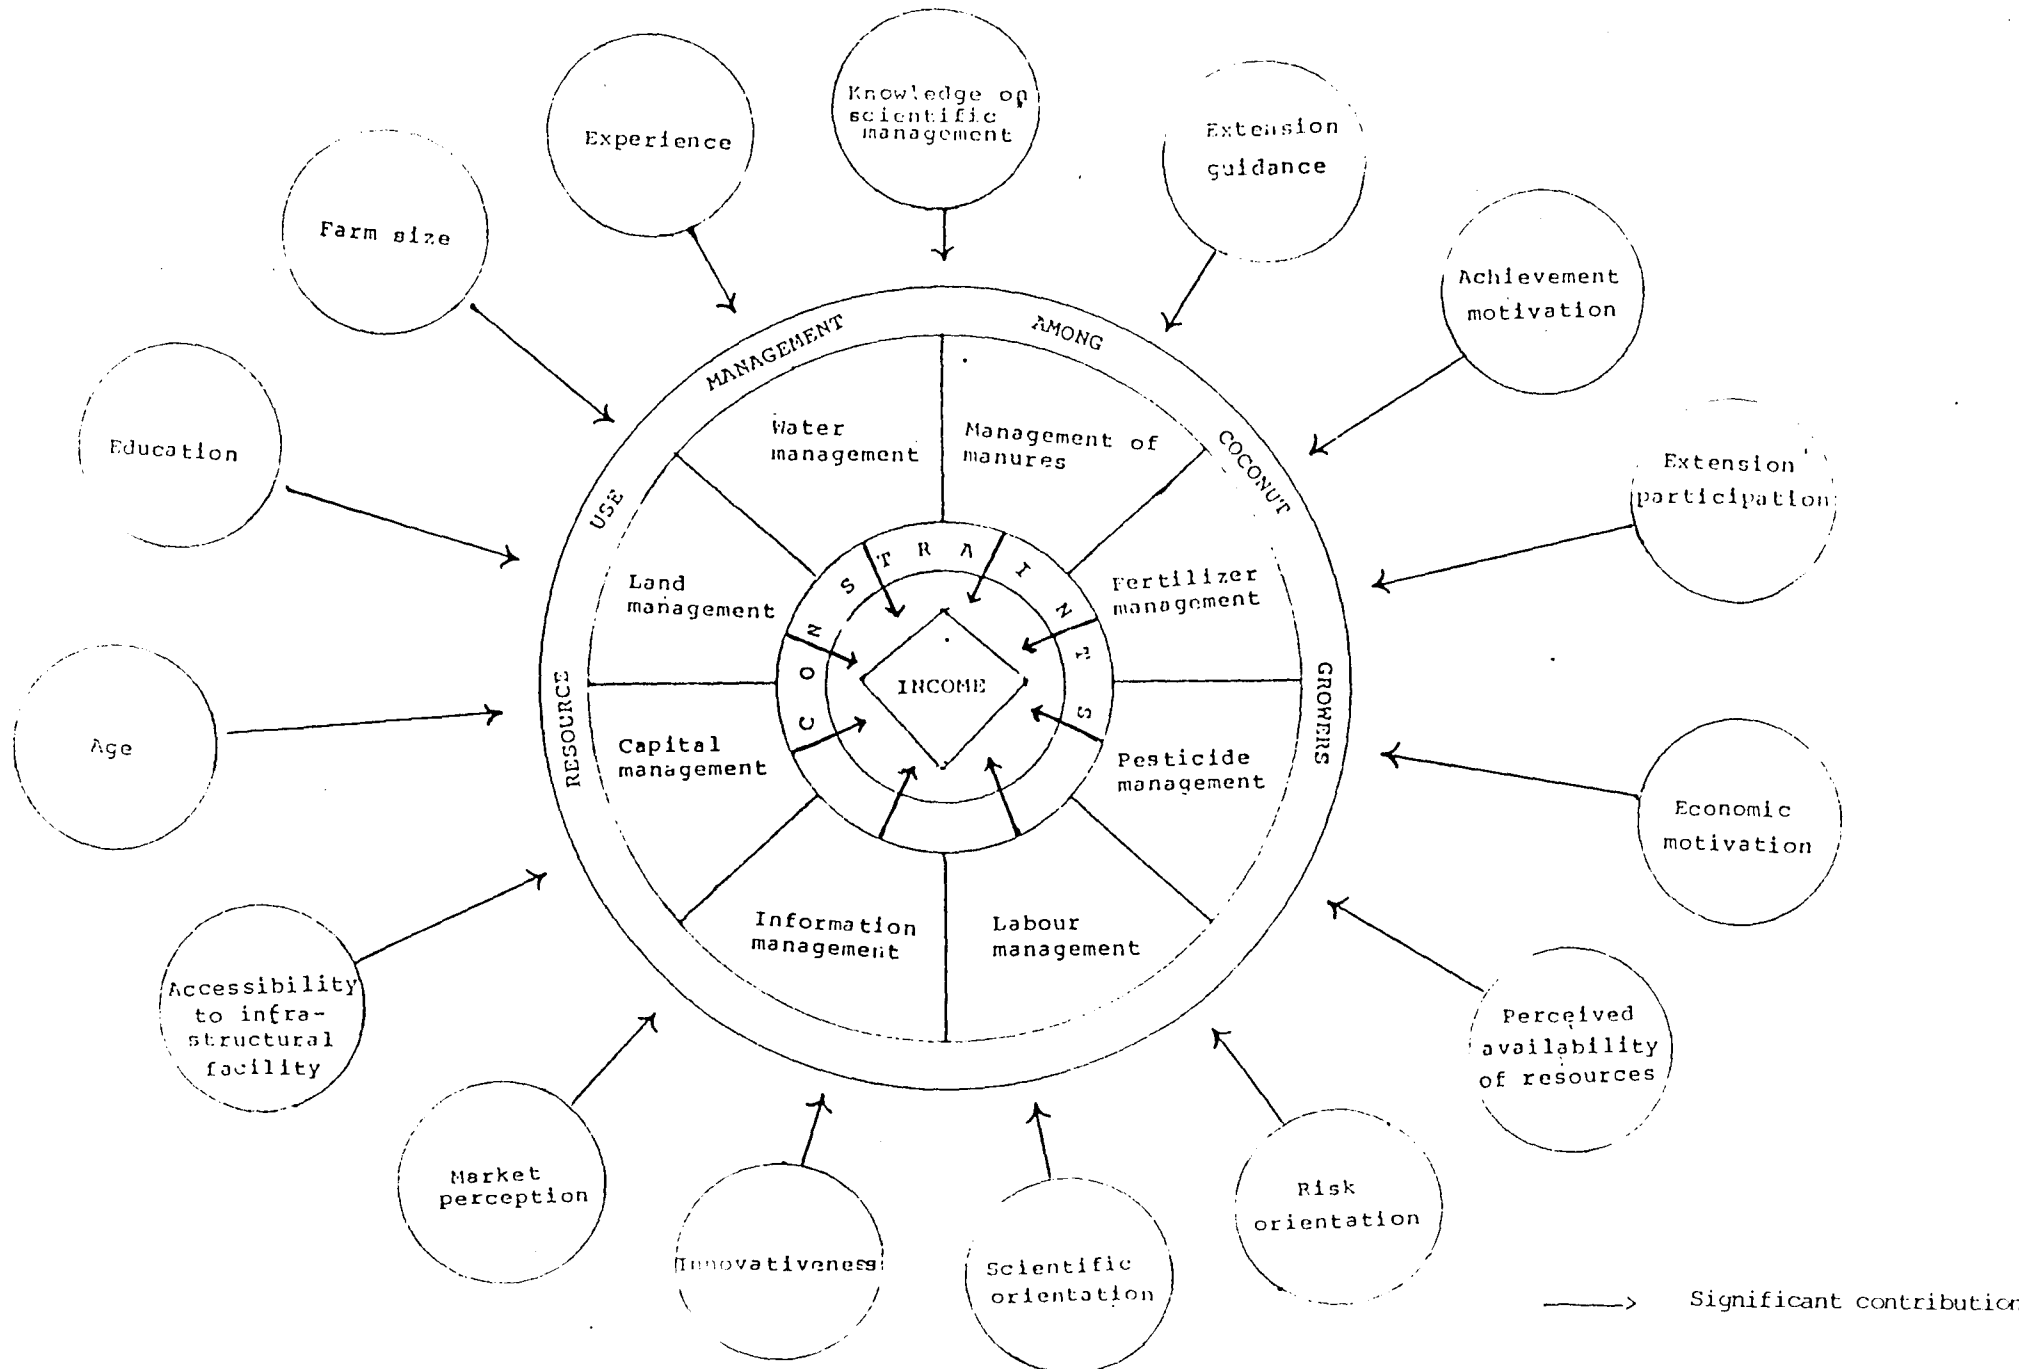 Knowledge on
scientific
management
Experience
Extension
guidance
Farm size
Achievement
motivation
Education
Extension
participation
Age
Economic
motivation
Accessibility
to infra-
structural
facility
Perceived
availability
of resources
Market
perception
Risk
orientation
Innovativeness
Scientific
orientation
RESOURCE USE MANAGEMENT AMONG COCONUT GROWERS
Water
management
Management of
manures
Land
management
Fertilizer
management
Capital
management
Pesticide
management
Information
management
Labour
management
CONSTRAINTS
INCOME
Significant contribution